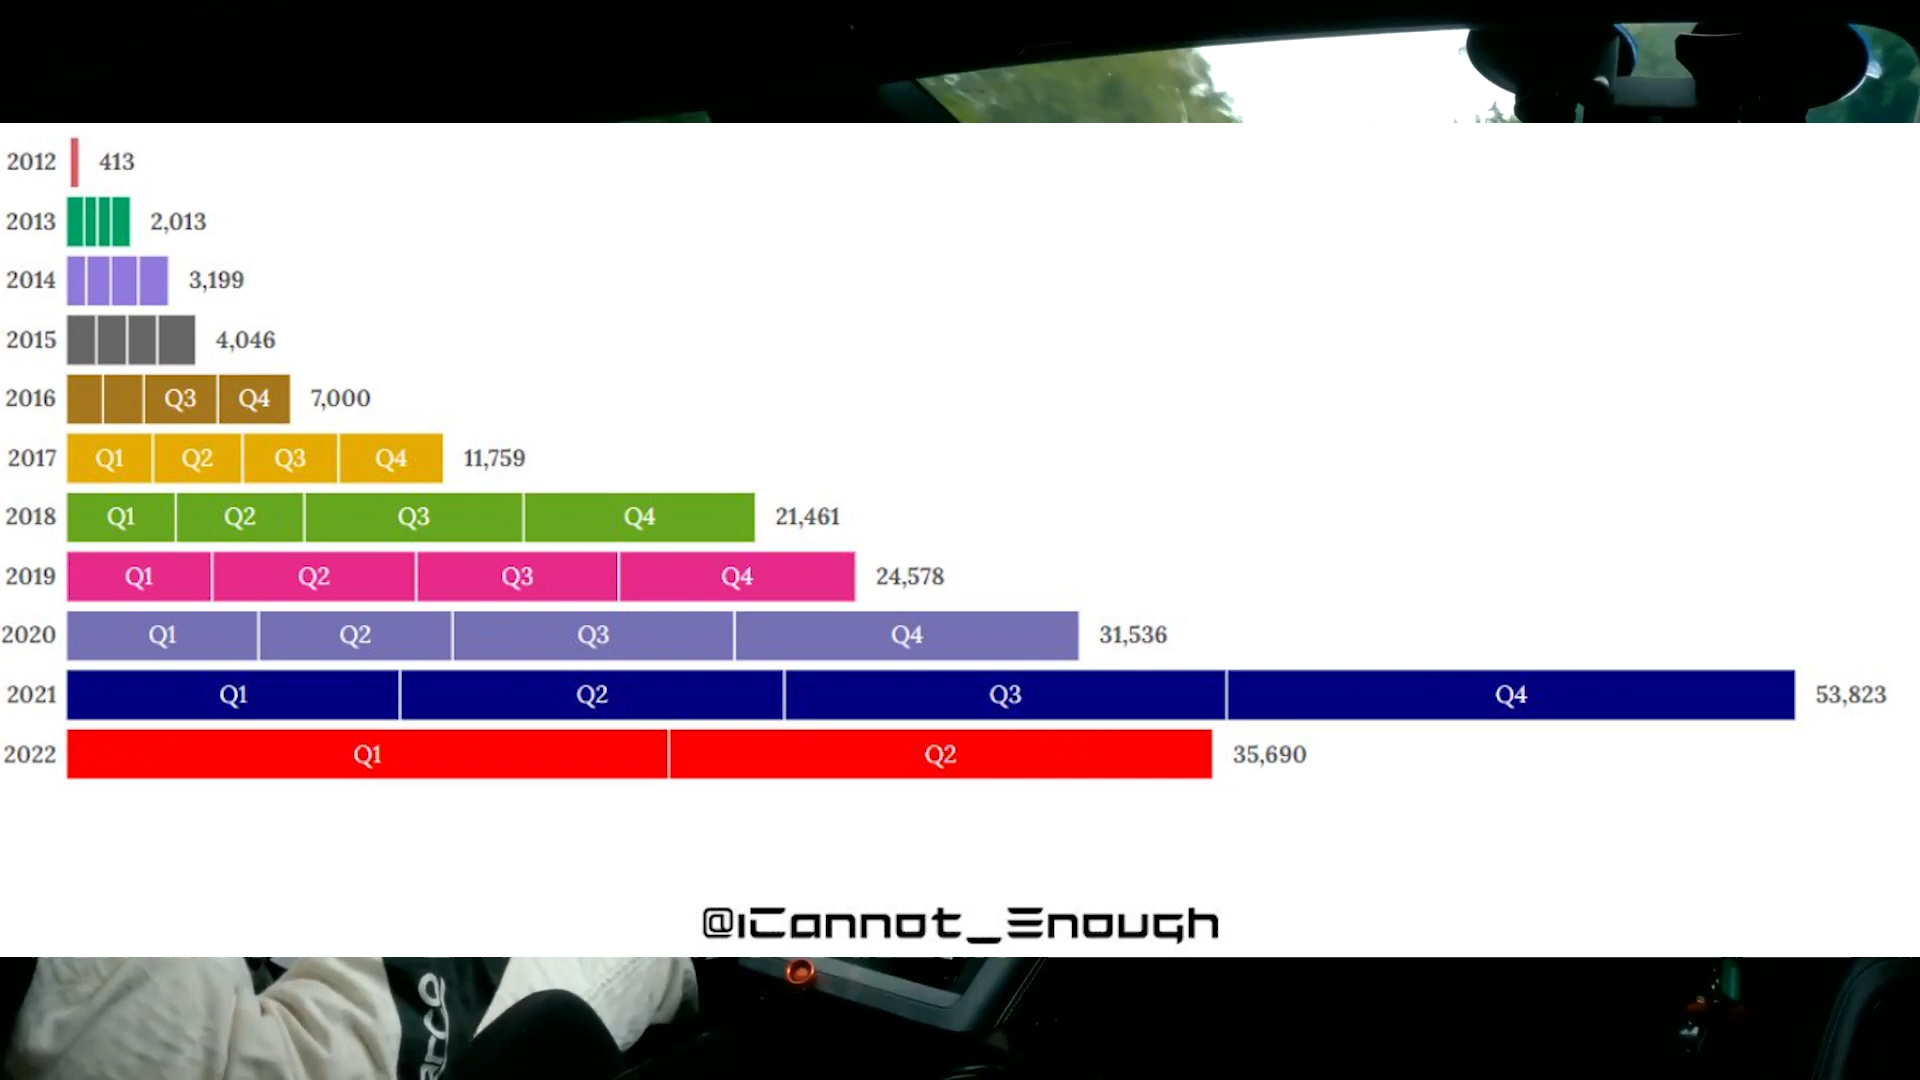 2012 413
2013 2,013
2014 3,199
2015 4,046
2016 Q3 Q4 7,000
2017 Q1 Q2 Q3 Q4 11,759
2018 Q1 Q2 Q3 Q4 21,461
2019 Q1 Q2 Q3 Q4 24,578
2020 Q1 Q2 Q3 Q4 31,536
2021 Q1 Q2 Q3 Q4 53,823
2022 Q1 Q2 35,690
@iCannot_Enough